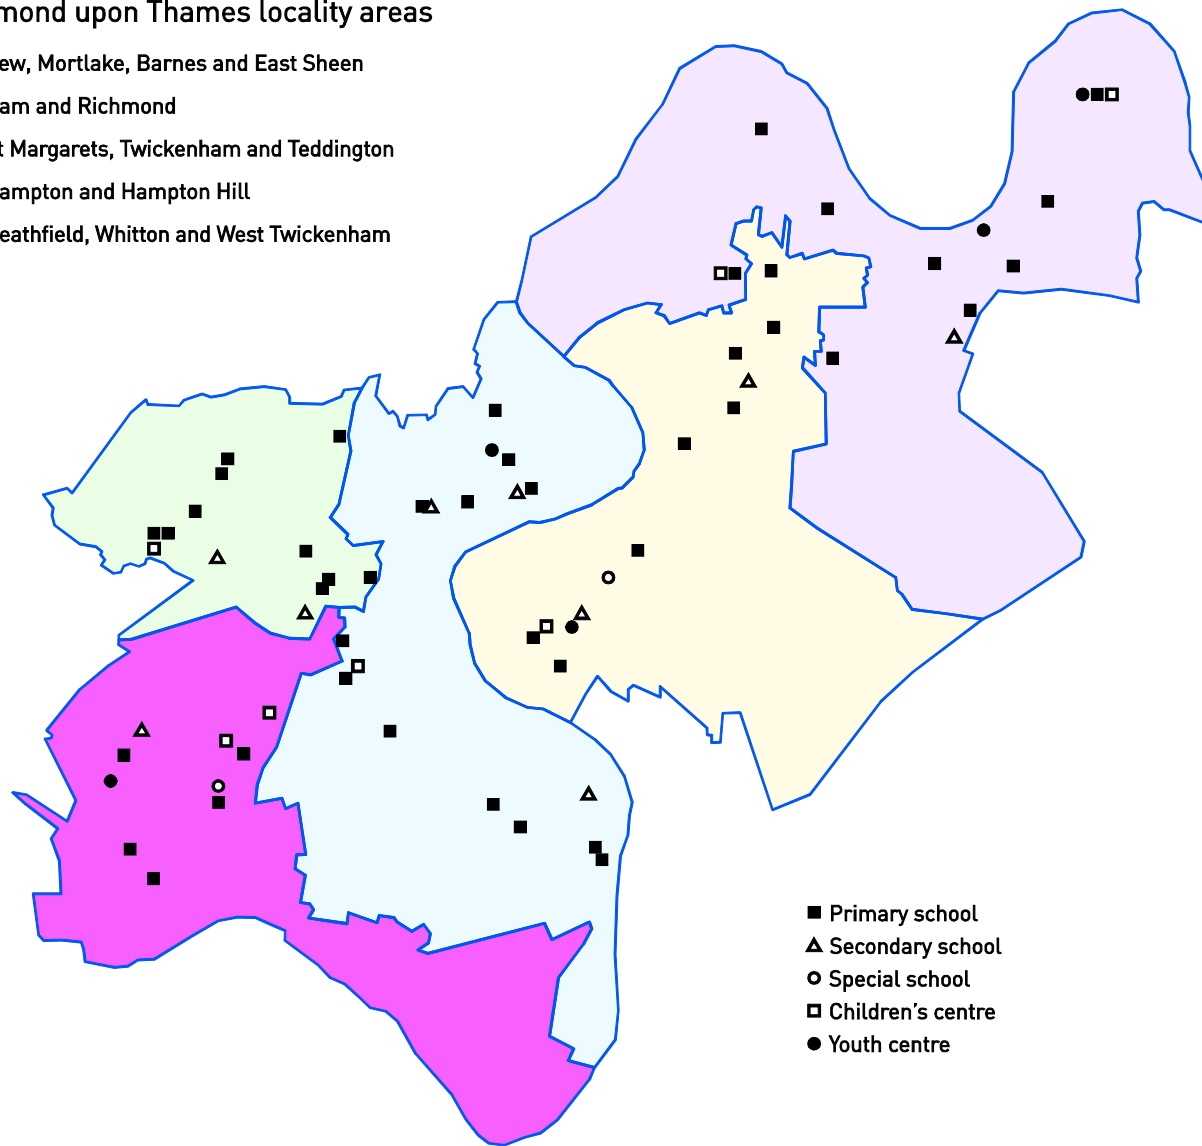 mond upon Thames locality areas
ew, Mortlake, Barnes and East Sheen
am and Richmond
t Margarets, Twickenham and Teddington
ampton and Hampton Hill
eathfield, Whitton and West Twickenham
Primary school
Secondary school
Special school
Children's centre
Youth centre